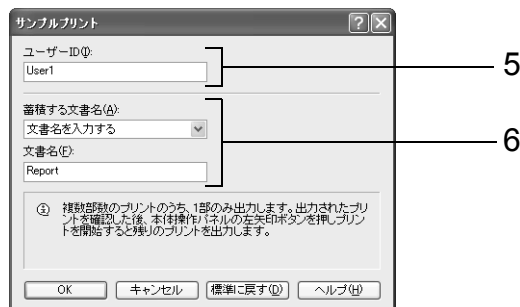 サンプルプリント
ユーザーID(I):
User1
5
蓄積する文書名(A):
文書名を入力する
6
文書名(F):
Report
複数部数のプリントのうち、1部のみ出力します。出力されたプリ
ントを確認した後、本体操作パネルの左矢印ボタンを押しプリン
トを開始すると残りのプリントを出力します。
OK キャンセル 標準に戻す(D) ヘルプ(H)